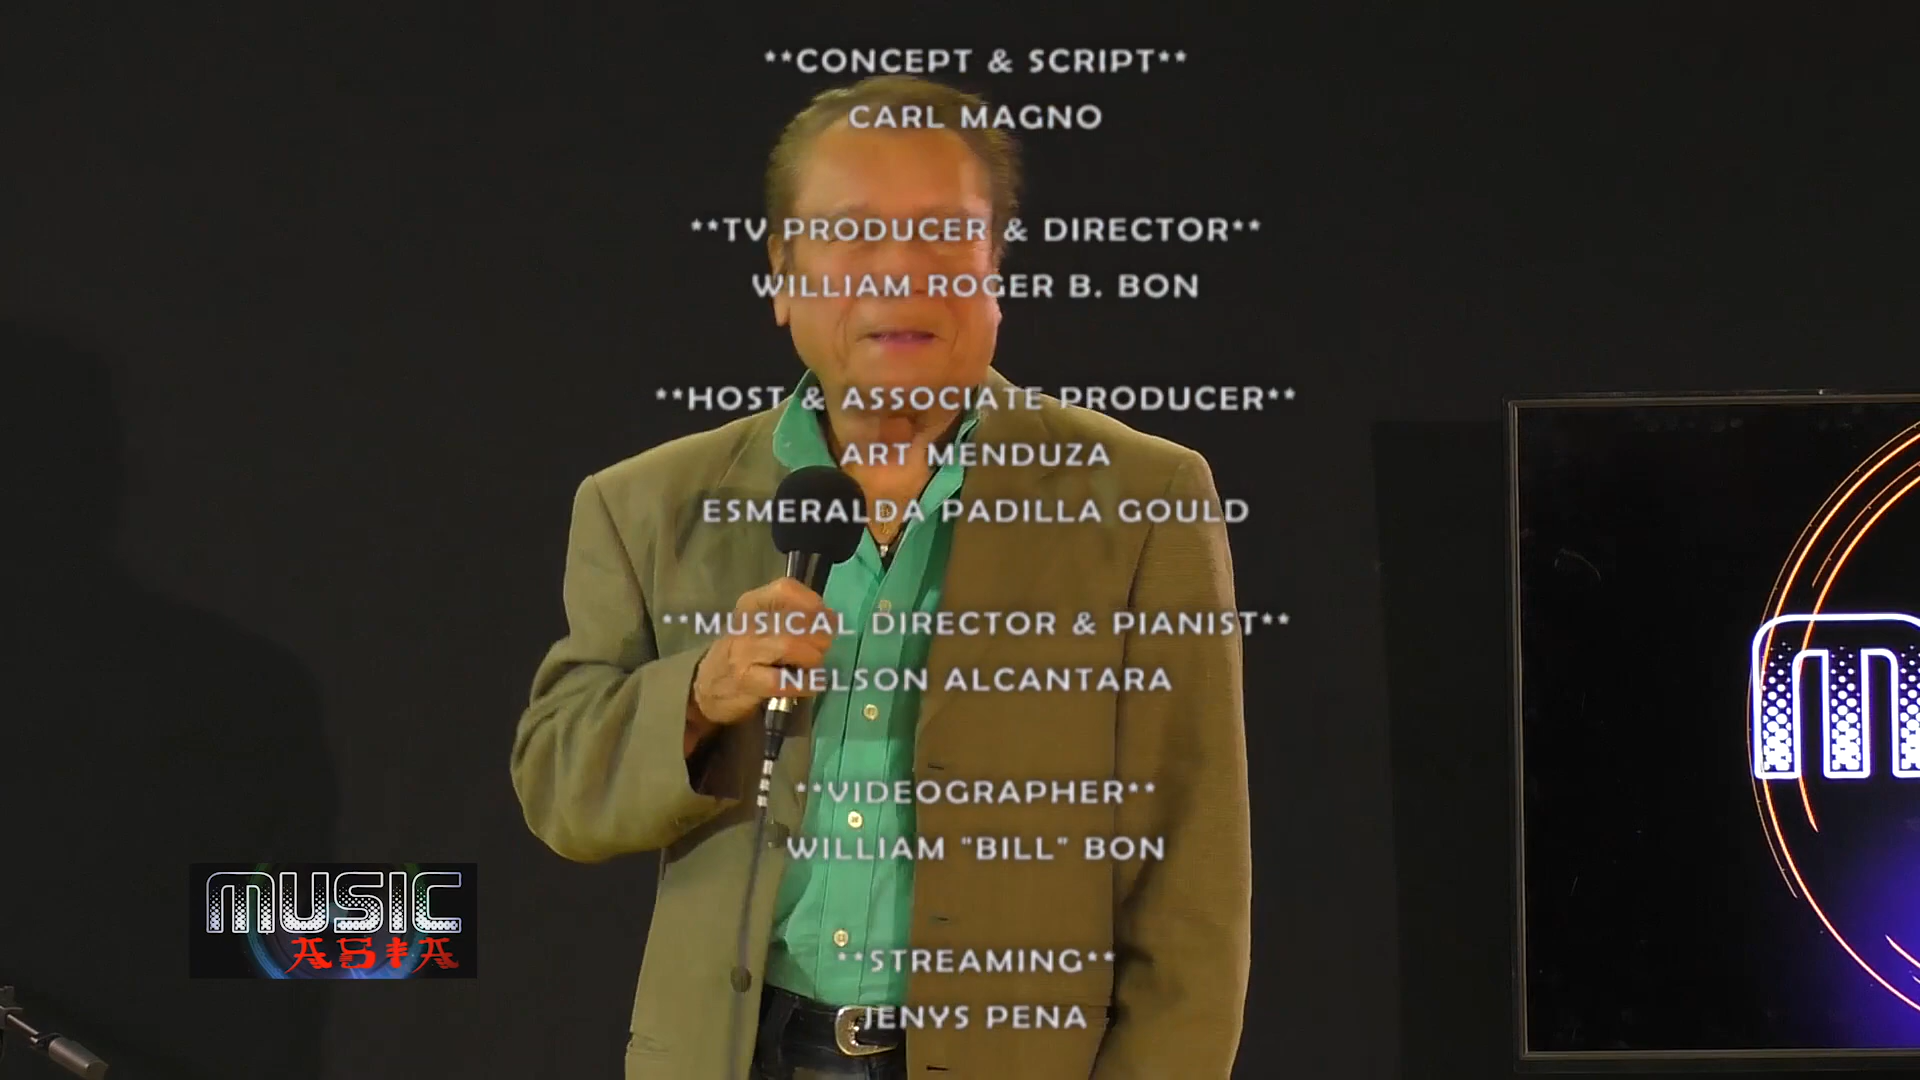 **CONCEPT & SCRIPT**
CARL MAGNO
**TV PRODUCER & DIRECTOR**
WILLIAM ROGER B. BON
**HOST & ASSOCIATE PRODUCER**
ART MENDUZA
ESMERALDA PADILLA GOULD
**MUSICAL DIRECTOR & PIANIST**
NELSON ALCANTARA
**VIDEOGRAPHER**
WILLIAM "BILL" BON
**STREAMING**
JENYS PENA
MUSIC
ASIA